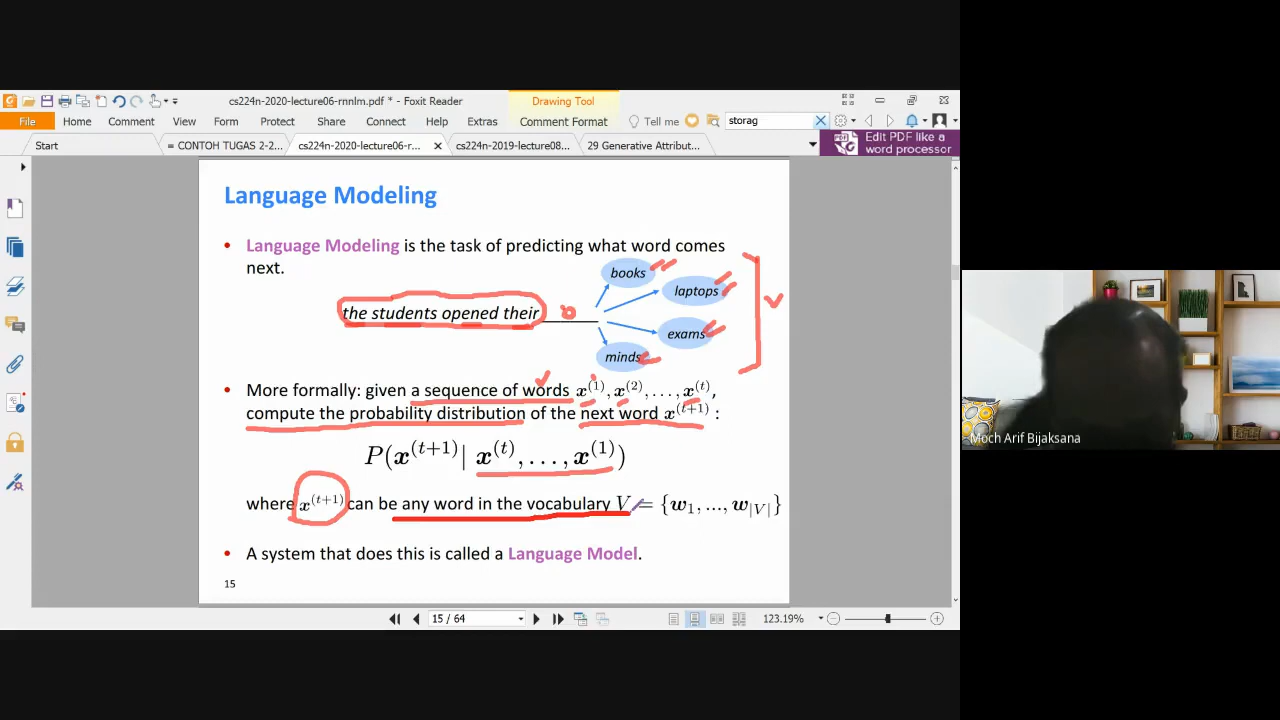 cs224n-2020-lecture06-rnnlm.pdf * - Foxit Reader
Drawing Tool
File Home Comment View Form Protect Share Connect Help Extras Comment Format Tell me storag
Start = CONTOH TUGAS 2-2... cs224n-2020-lecture06-r... cs224n-2019-lecture08... 29 Generative Attribut...
Edit PDF like a
word processor
Language Modeling
• Language Modeling is the task of predicting what word comes
next.
books
laptops
the students opened their ______
exams
minds
• More formally: given a sequence of words x^(1), x^(2), . . . , x^(t),
compute the probability distribution of the next word x^(t+1) :
P(x^(t+1)| x^(t), . . . , x^(1))
where x^(t+1) can be any word in the vocabulary V = {w_1, ..., w_|V|}
• A system that does this is called a Language Model.
15
15 / 64
123.19%
Moch Arif Bijaksana